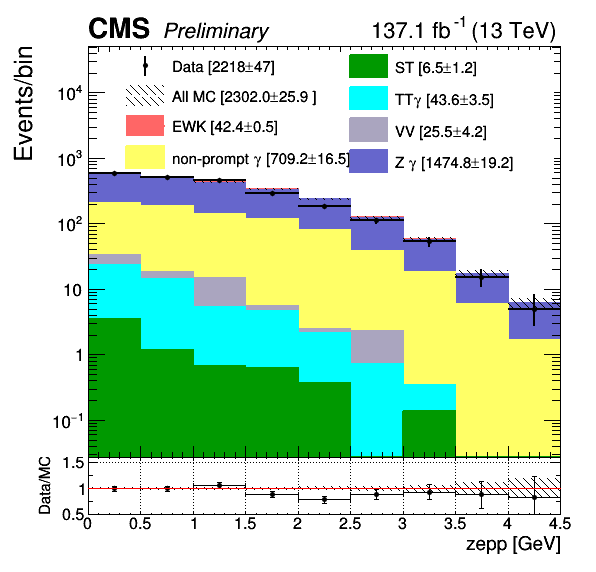 CMS Preliminary 137.1 fb⁻¹ (13 TeV)
Events/bin
Data [2218±47]
All MC [2302.0±25.9 ]
EWK [42.4±0.5]
non-prompt γ [709.2±16.5]
ST [6.5±1.2]
TTγ [43.6±3.5]
VV [25.5±4.2]
Z γ [1474.8±19.2]
10⁴
10³
10²
10
1
10⁻¹
Data/MC
1.5
1
0.5
0 0.5 1 1.5 2 2.5 3 3.5 4 4.5
zepp [GeV]